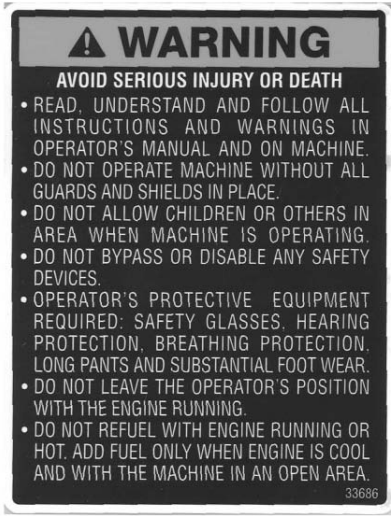 WARNING
AVOID SERIOUS INJURY OR DEATH
• READ, UNDERSTAND AND FOLLOW ALL
INSTRUCTIONS AND WARNINGS IN
OPERATOR'S MANUAL AND ON MACHINE.
• DO NOT OPERATE MACHINE WITHOUT ALL
GUARDS AND SHIELDS IN PLACE.
• DO NOT ALLOW CHILDREN OR OTHERS IN
AREA WHEN MACHINE IS OPERATING.
• DO NOT BYPASS OR DISABLE ANY SAFETY
DEVICES.
• OPERATOR'S PROTECTIVE EQUIPMENT
REQUIRED: SAFETY GLASSES, HEARING
PROTECTION, BREATHING PROTECTION,
LONG PANTS AND SUBSTANTIAL FOOT WEAR.
• DO NOT LEAVE THE OPERATOR'S POSITION
WITH THE ENGINE RUNNING.
• DO NOT REFUEL WITH ENGINE RUNNING OR
HOT. ADD FUEL ONLY WHEN ENGINE IS COOL
AND WITH THE MACHINE IN AN OPEN AREA.
33686